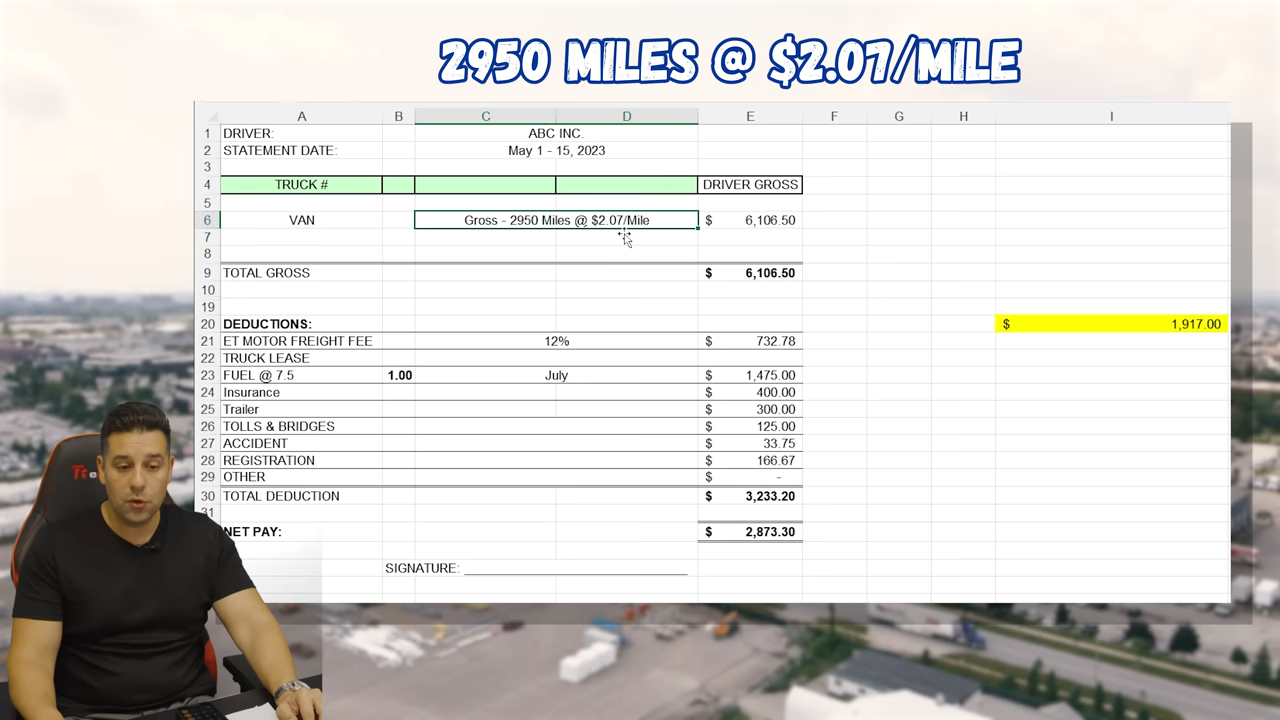 2950 MILES @ $2.07/MILE
A B C D E F G H I
1 DRIVER: ABC INC.
2 STATEMENT DATE: May 1 - 15, 2023
3
4 TRUCK # DRIVER GROSS
5
6 VAN Gross - 2950 Miles @ $2.07/Mile $ 6,106.50
7
8
9 TOTAL GROSS $ 6,106.50
10
19
20 DEDUCTIONS: $ 1,917.00
21 ET MOTOR FREIGHT FEE 12% $ 732.78
22 TRUCK LEASE
23 FUEL @ 7.5 1.00 July $ 1,475.00
24 Insurance $ 400.00
25 Trailer $ 300.00
26 TOLLS & BRIDGES $ 125.00
27 ACCIDENT $ 33.75
28 REGISTRATION $ 166.67
29 OTHER $ -
30 TOTAL DEDUCTION $ 3,233.20
31
NET PAY: $ 2,873.30
SIGNATURE: